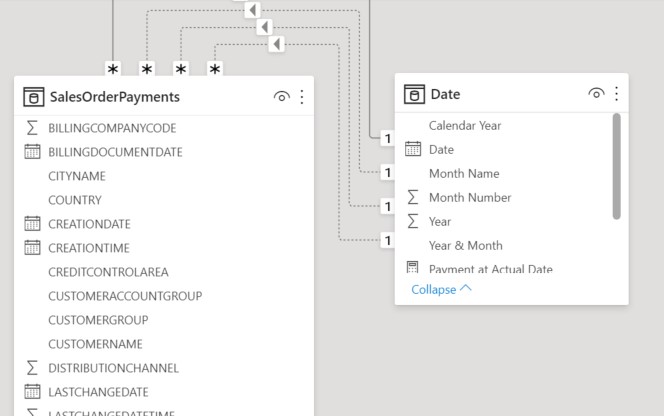 * * * *
SalesOrderPayments
BILLINGCOMPANYCODE
BILLINGDOCUMENTDATE
CITYNAME
COUNTRY
CREATIONDATE
CREATIONTIME
CREDITCONTROLAREA
CUSTOMERACCOUNTGROUP
CUSTOMERGROUP
CUSTOMERNAME
DISTRIBUTIONCHANNEL
LASTCHANGEDATE
LASTCHANGEDATETIME
1
1
1
1
Date
Calendar Year
Date
Month Name
Month Number
Year
Year & Month
Payment at Actual Date
Collapse